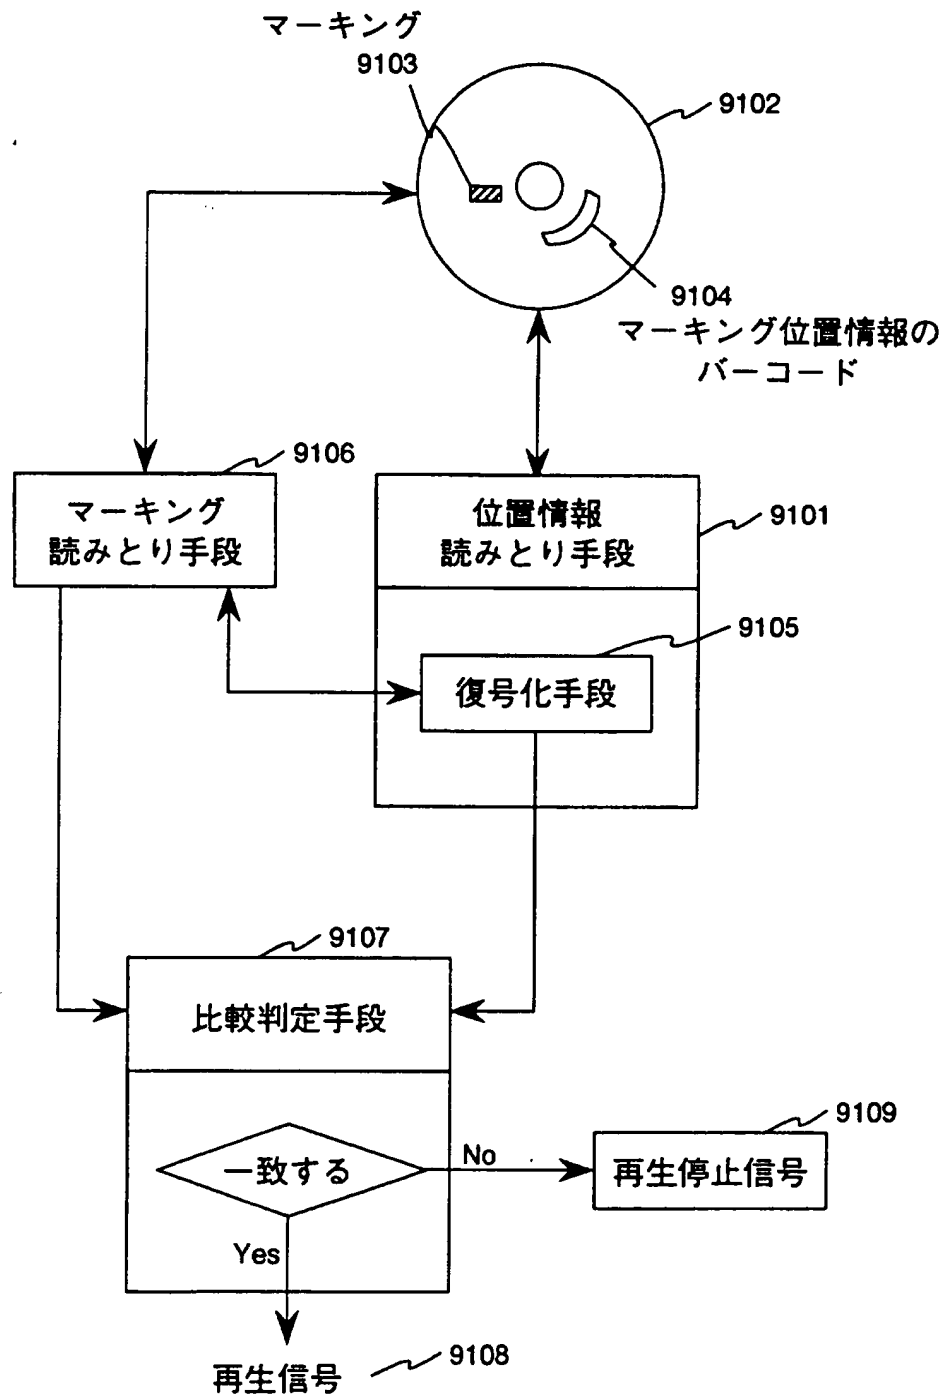 マーキング
9103
9102
9104
マーキング位置情報の
バーコード
9106
マーキング
読みとり手段
位置情報
読みとり手段
9101
9105
復号化手段
9107
比較判定手段
一致する
No
9109
再生停止信号
Yes
再生信号
9108